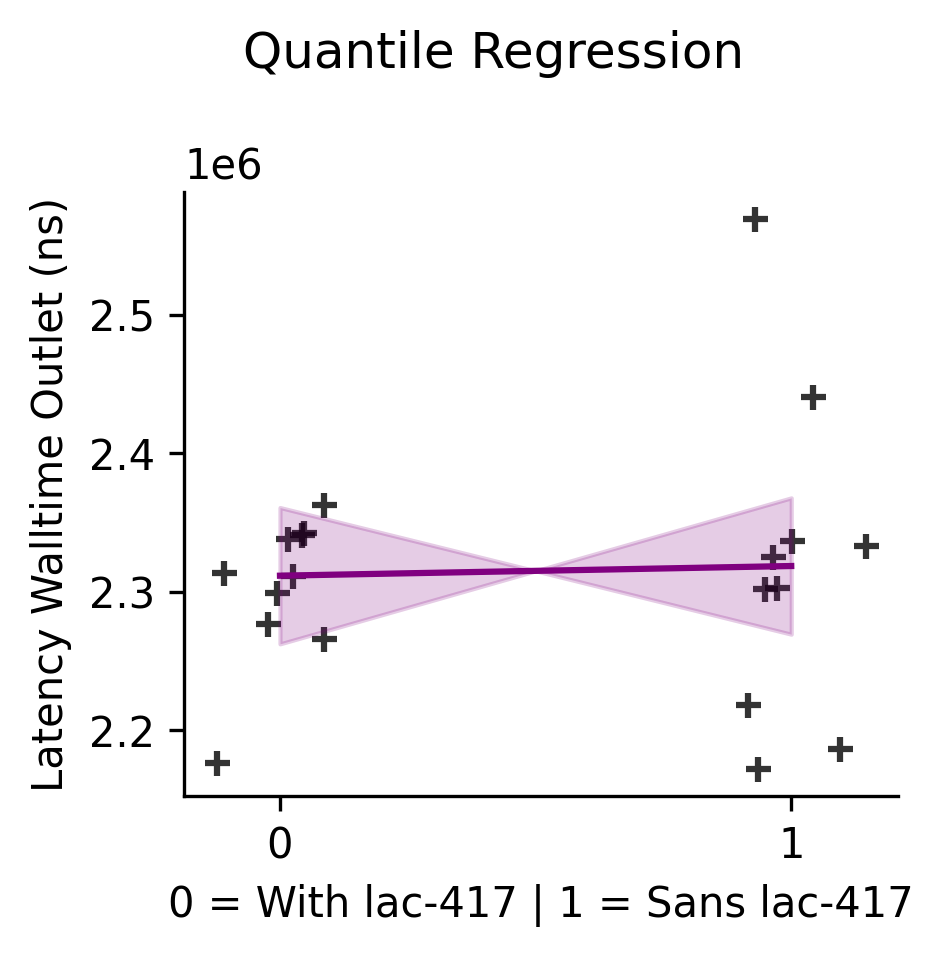 Quantile Regression
1e6
Latency Walltime Outlet (ns)
2.5
2.4
2.3
2.2
0
1
0 = With lac-417 | 1 = Sans lac-417